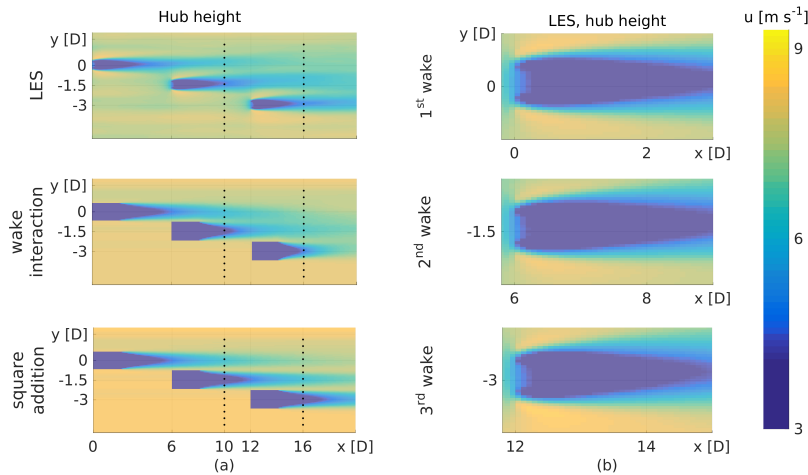 Hub height
y [D]
0
-1.5
-3
LES
y [D]
0
-1.5
-3
wake
interaction
y [D]
0
-1.5
-3
square
addition
0 6 10 12 16 x [D]
(a)
LES, hub height
y [D]
0
1st wake
0 2 x [D]
-1.5
2nd wake
6 8 x [D]
-3
3rd wake
12 14 x [D]
(b)
u [m s-1]
9
6
3